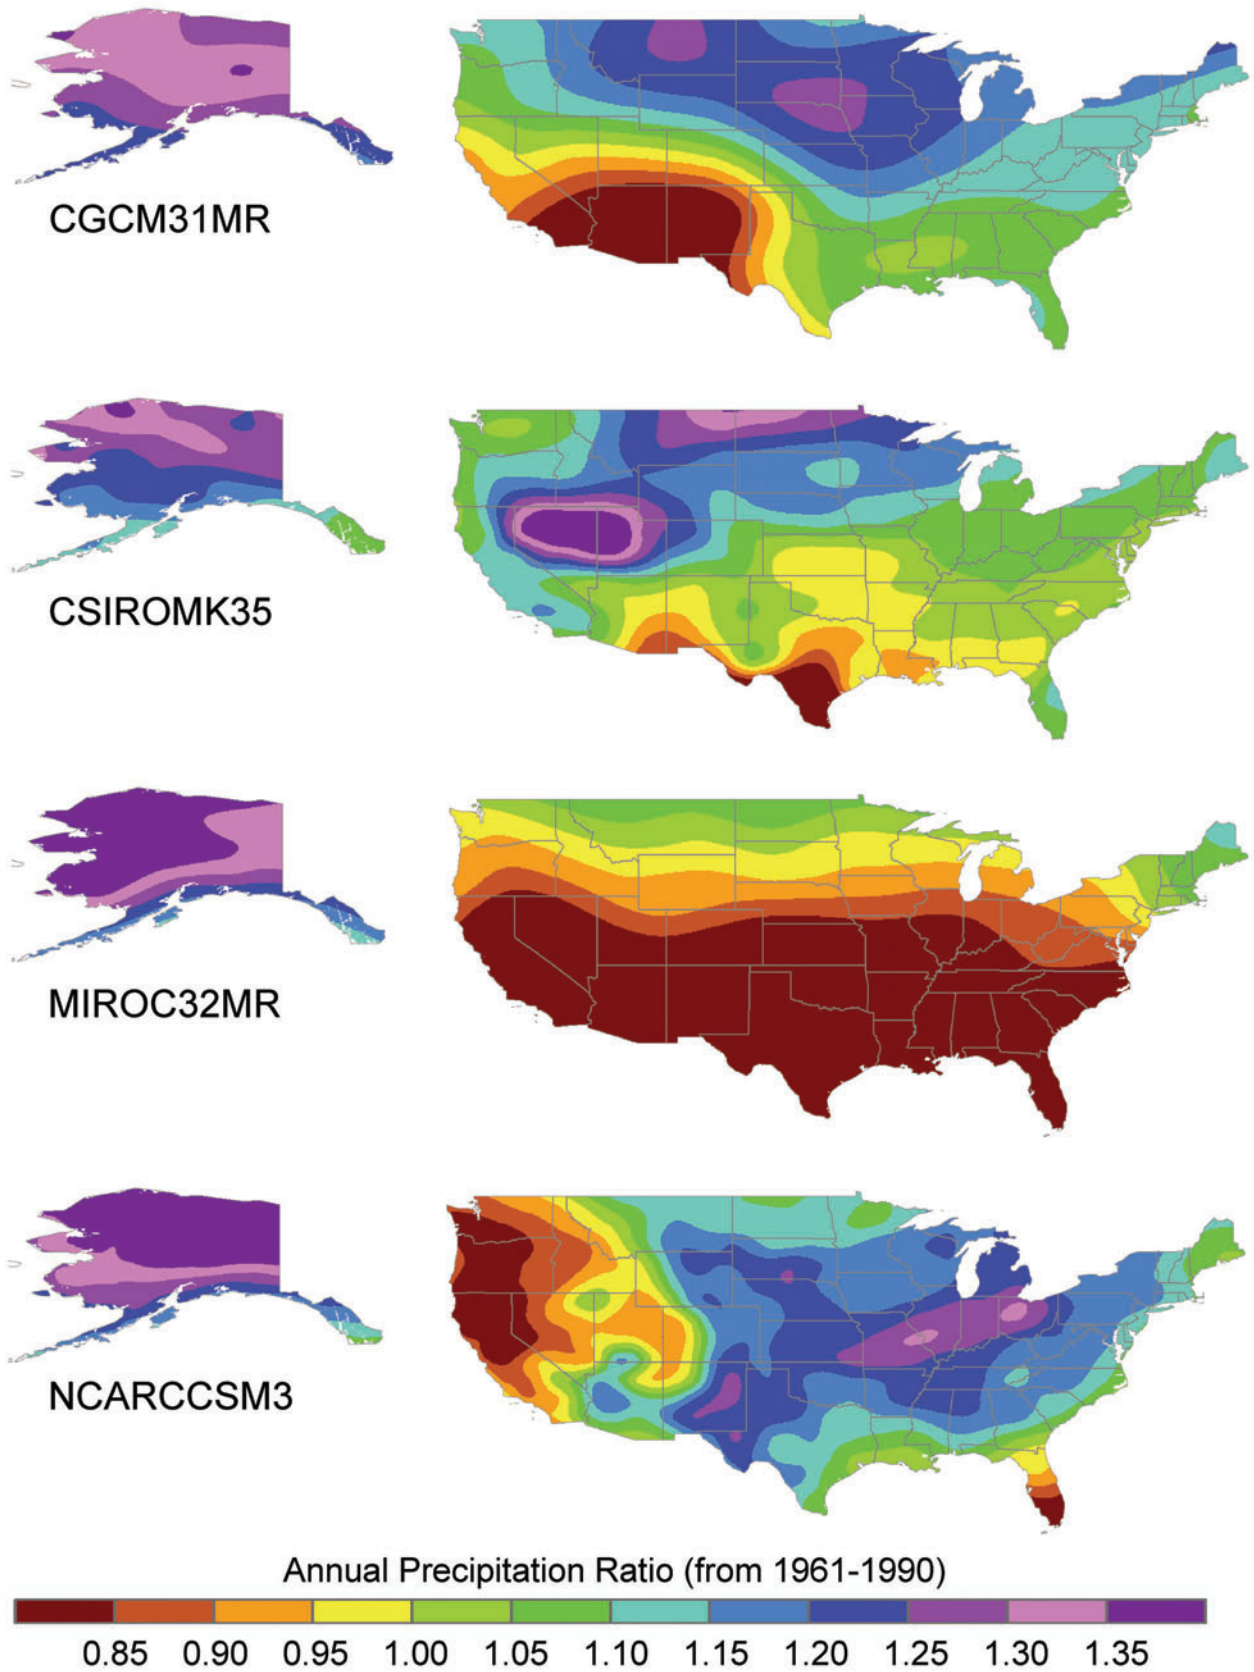 CGCM31MR
CSIROMK35
MIROC32MR
NCARCCSM3
Annual Precipitation Ratio (from 1961-1990)
0.85 0.90 0.95 1.00 1.05 1.10 1.15 1.20 1.25 1.30 1.35